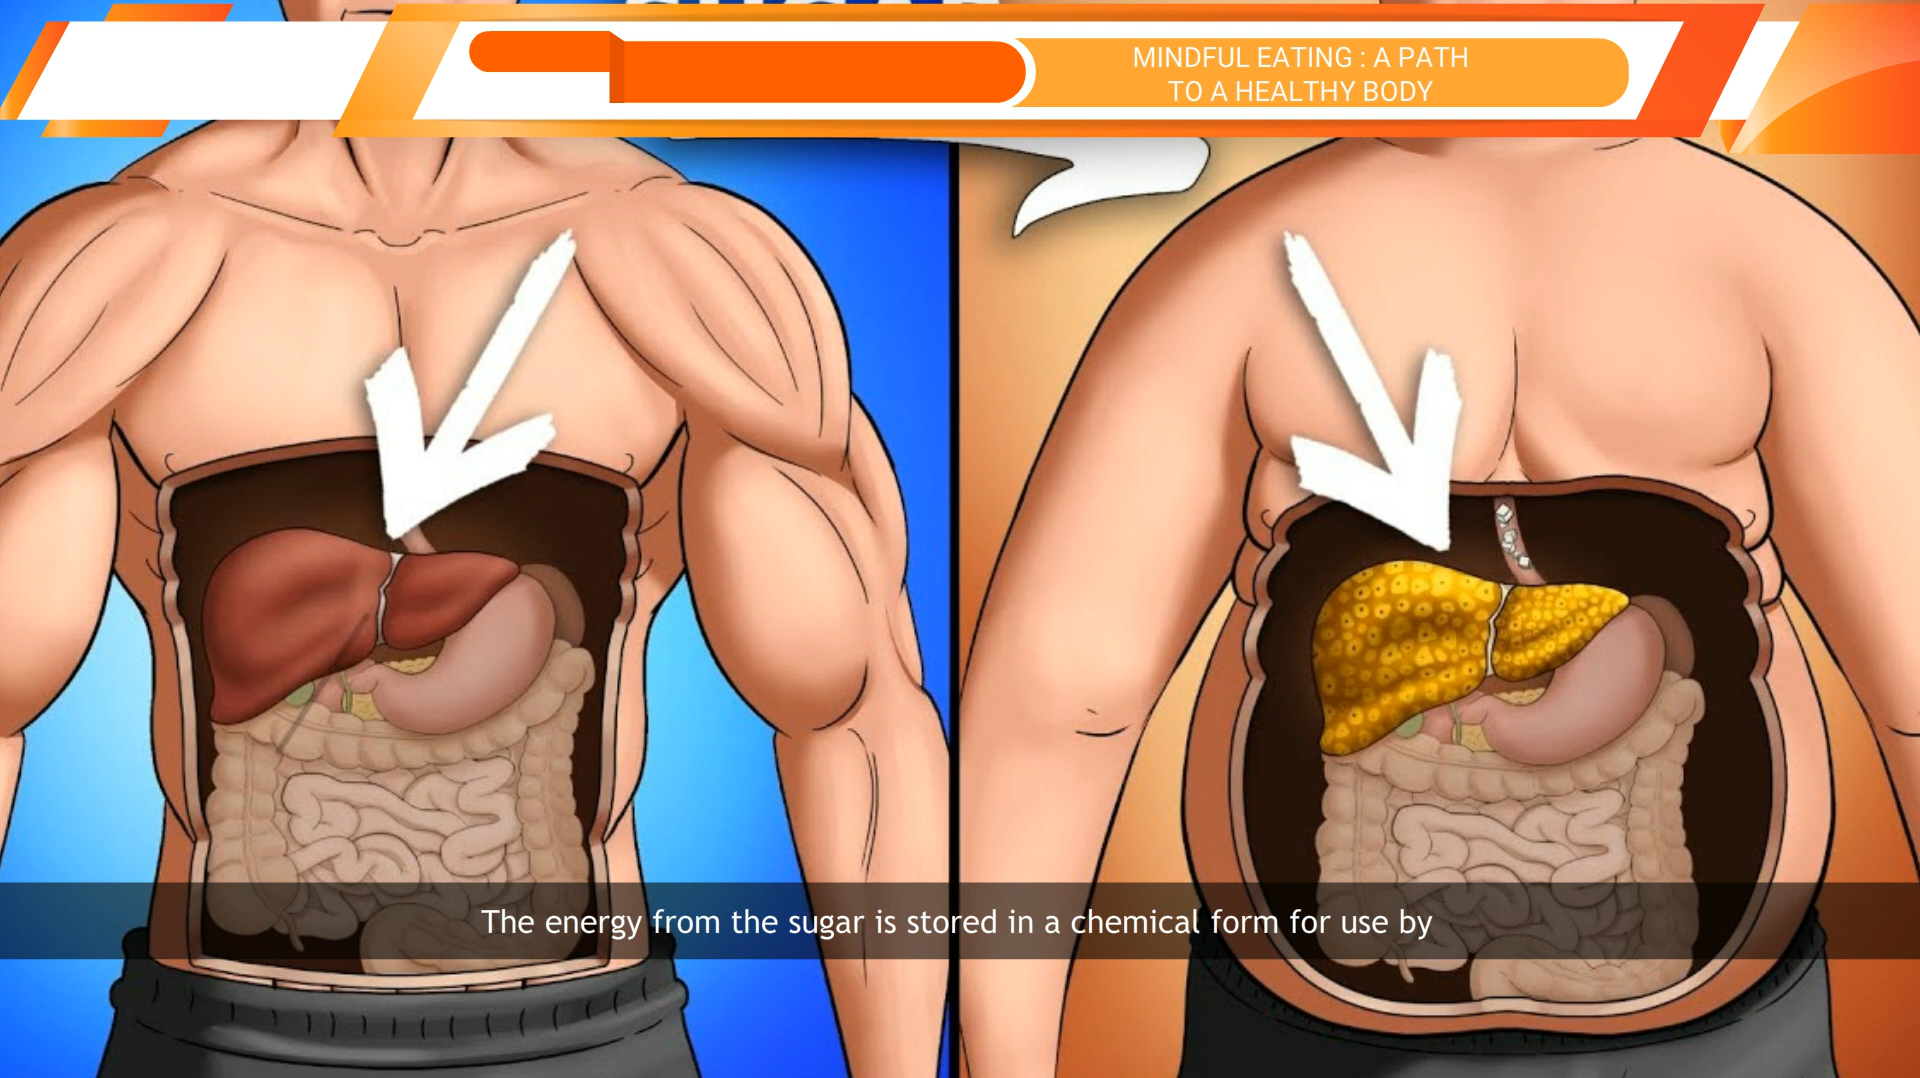 SUGAR
MINDFUL EATING : A PATH
TO A HEALTHY BODY
The energy from the sugar is stored in a chemical form for use by